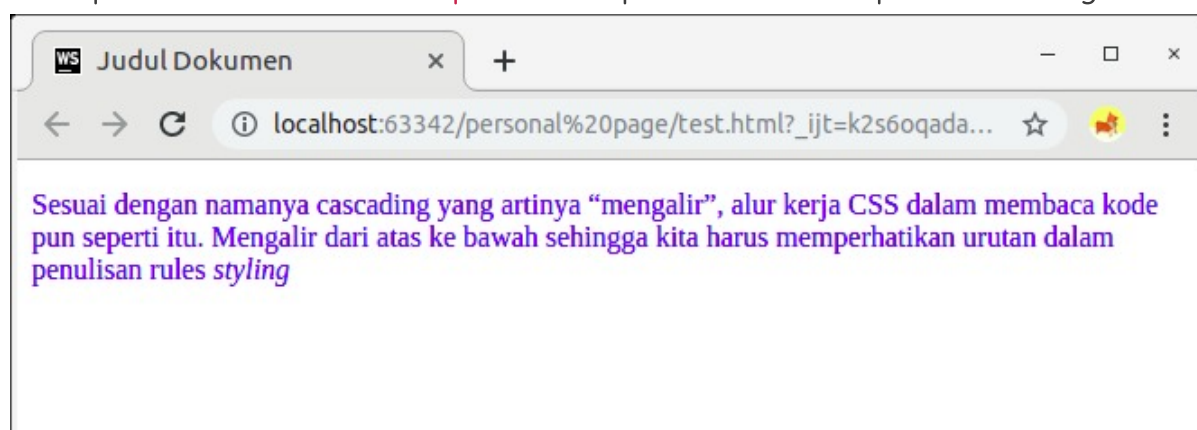 WS Judul Dokumen × +
localhost:63342/personal%20page/test.html?_ijt=k2s6oqada...
Sesuai dengan namanya cascading yang artinya “mengalir”, alur kerja CSS dalam membaca kode
pun seperti itu. Mengalir dari atas ke bawah sehingga kita harus memperhatikan urutan dalam
penulisan rules styling